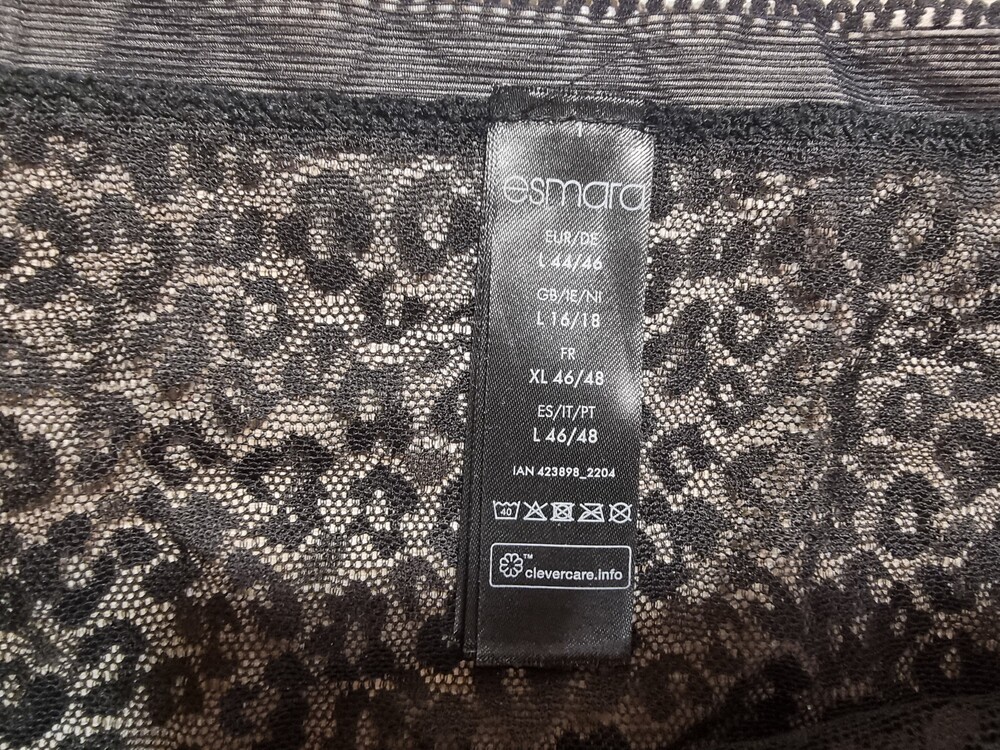 esmara
EUR/DE
L 44/46
GB/IE/NI
L 16/18
FR
XL 46/48
ES/IT/PT
L 46/48
IAN 423898_2204
40
™
clevercare.info